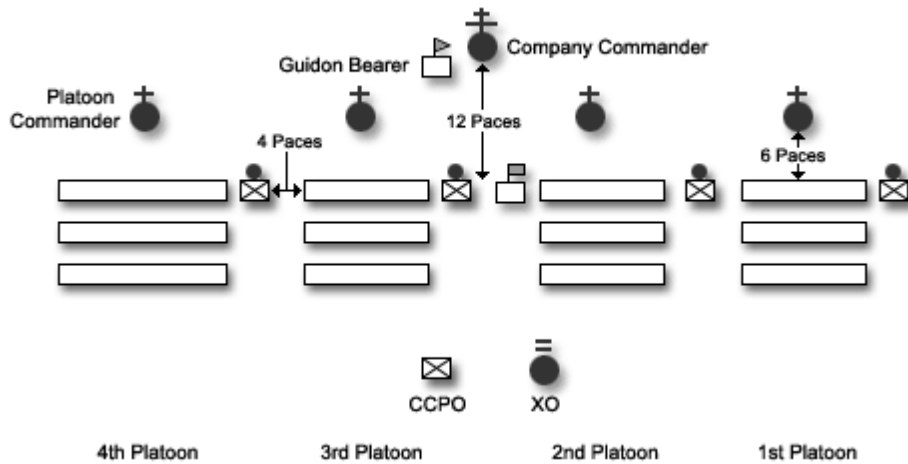 Company Commander
Guidon Bearer
Platoon
Commander
12 Paces
4 Paces
6 Paces
CCPO
XO
4th Platoon
3rd Platoon
2nd Platoon
1st Platoon